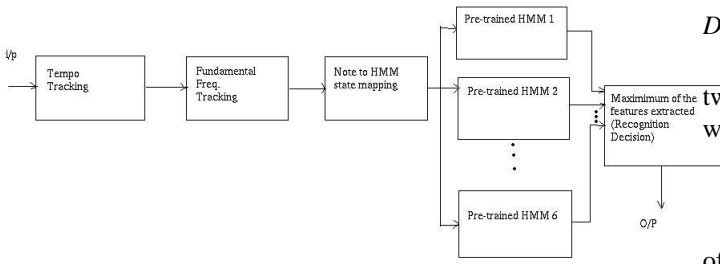 i/p
Tempo
Tracking
Fundamental
Freq.
Tracking
Note to HMM
state mapping
Pre-trained HMM 1
Pre-trained HMM 2
Pre-trained HMM 6
Maximimum of the
features extracted
(Recognition
Decision)
O/P
D
tw
w
of